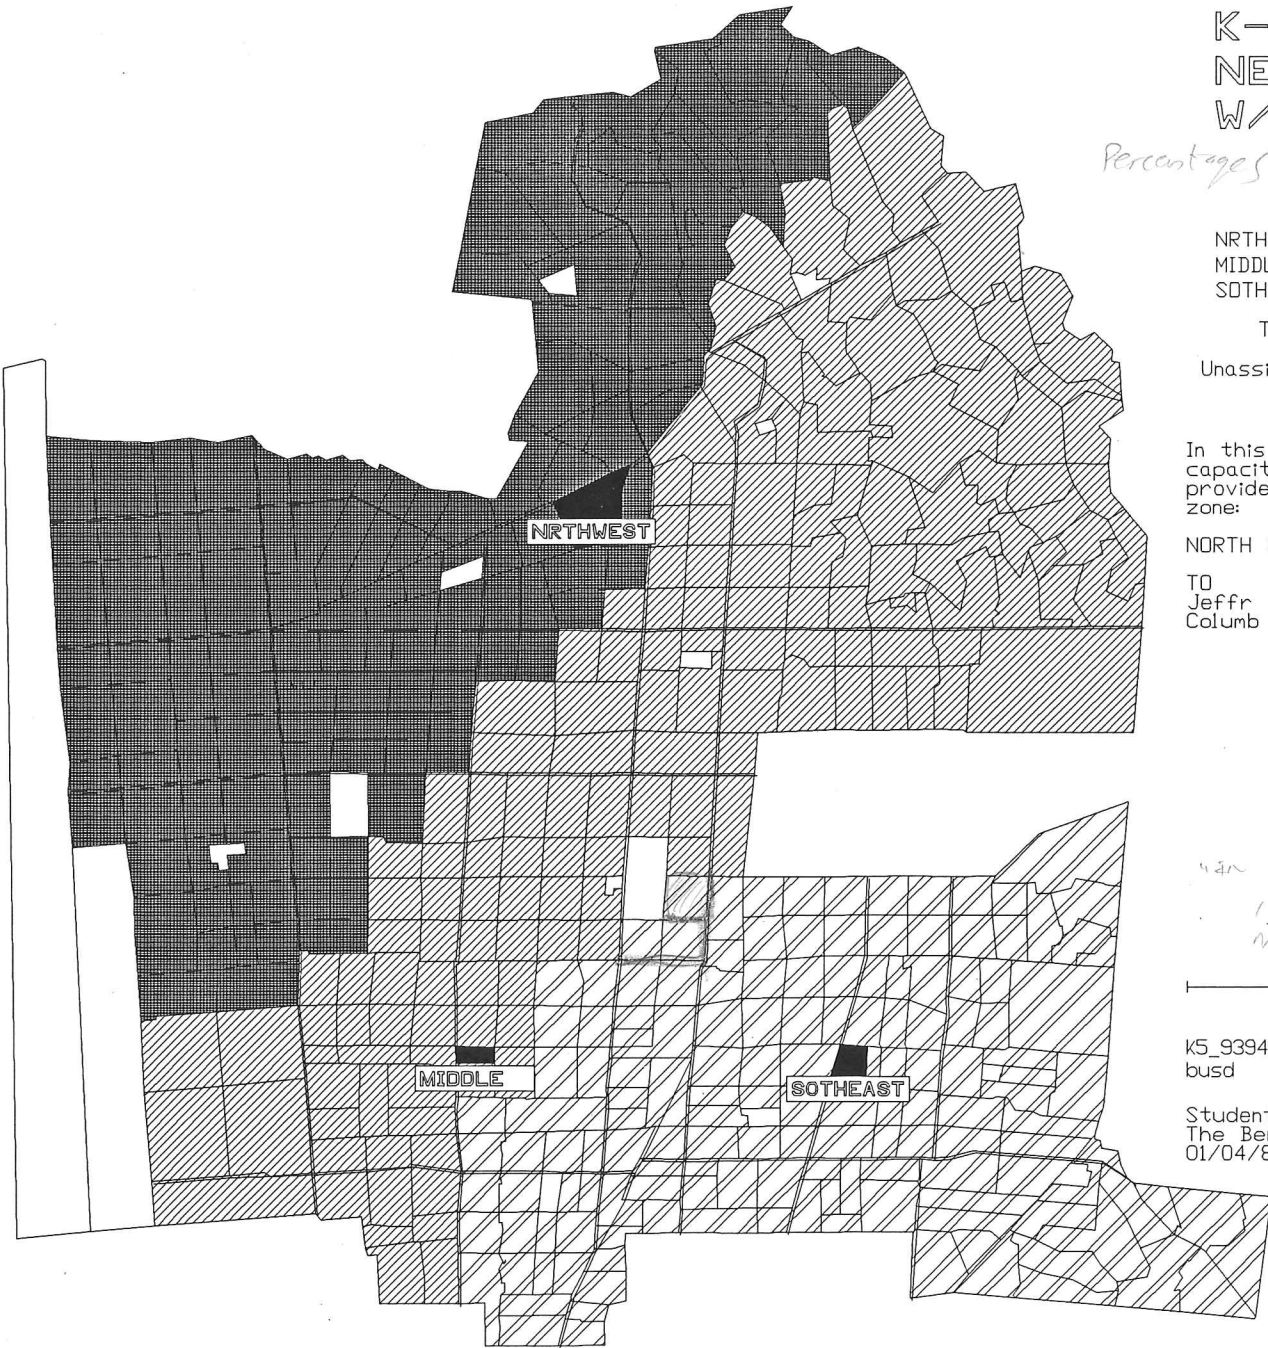 K-
NE
W/
Percentages
NRTH
MIDDL
SOTH
T
Unassi
In this
capacit
provide
zone:
NORTH
TO
Jeffr
Columb
NRTHWEST
MIDDLE
SOTHEAST
K5_9394
busd
Student
The Ber
01/04/8